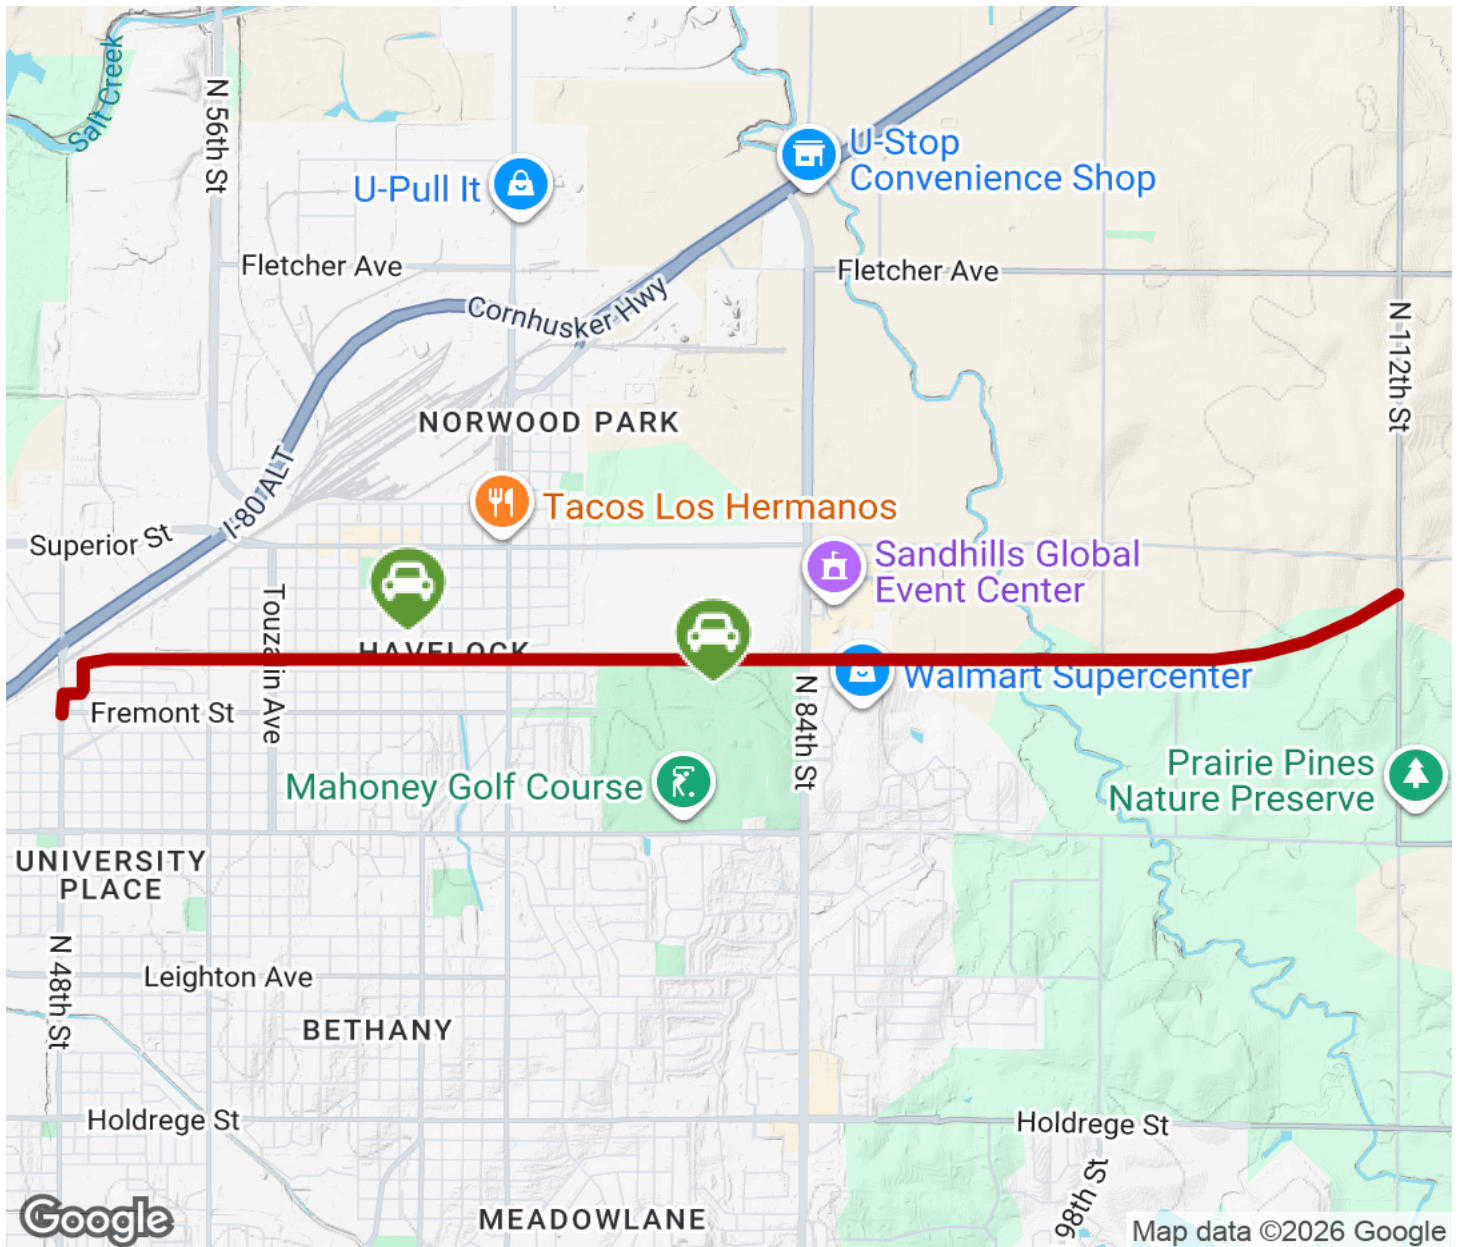 Salt Creek
N 56th St
U-Pull It
U-Stop
Convenience Shop
Fletcher Ave
Fletcher Ave
Cornhusker Hwy
N 112th St
NORWOOD PARK
I-80 ALT
Tacos Los Hermanos
Superior St
Sandhills Global
Event Center
Touzalin Ave
HAVELOCK
Walmart Supercenter
Fremont St
N 84th St
Mahoney Golf Course
Prairie Pines
Nature Preserve
UNIVERSITY
PLACE
N 48th St
Leighton Ave
BETHANY
Holdrege St
Holdrege St
98th St
MEADOWLANE
Google
Map data ©2026 Google